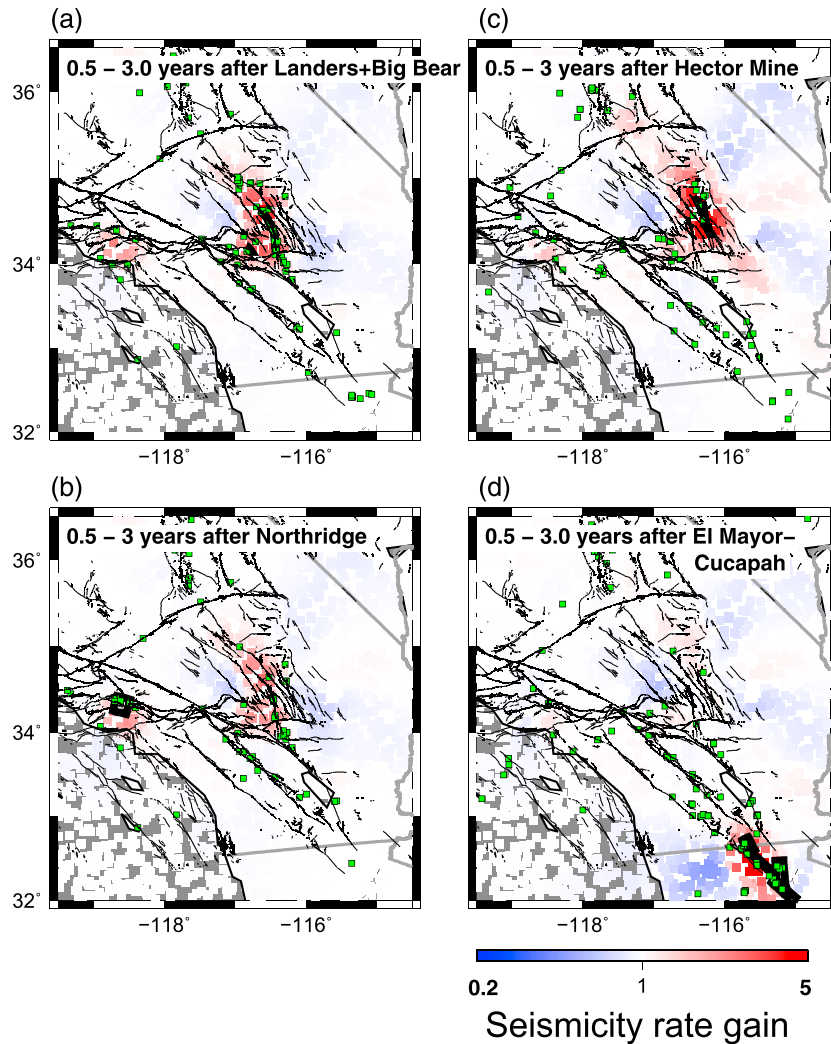 (a)
(c)
0.5 – 3.0 years after Landers+Big Bear
0.5 – 3 years after Hector Mine
36°
34°
32°
−118
−116
−118
−116
(b)
(d)
0.5 – 3 years after Northridge
0.5 – 3.0 years after El Mayor–
Cucapah
36°
34°
32°
−118
−116
−118
−116
0.2
1
5
Seismicity rate gain